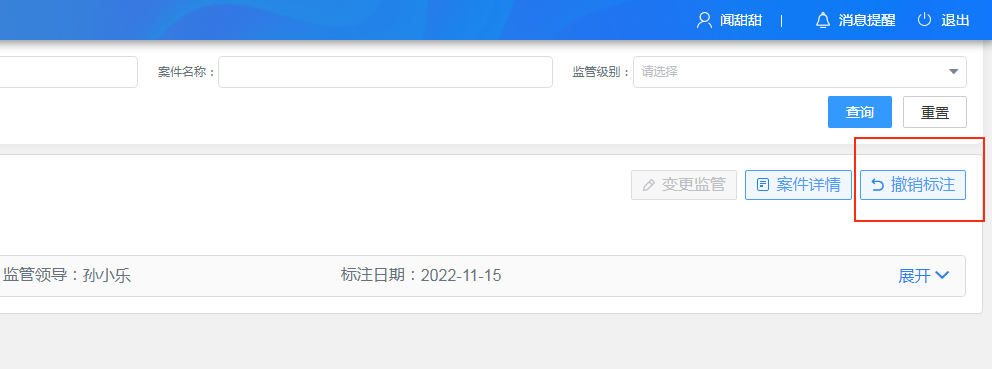 闻甜甜 | 消息提醒 退出
案件名称： 监管级别： 请选择
查询 重置
变更监管 案件详情 撤销标注
监管领导：孙小乐 标注日期：2022-11-15 展开